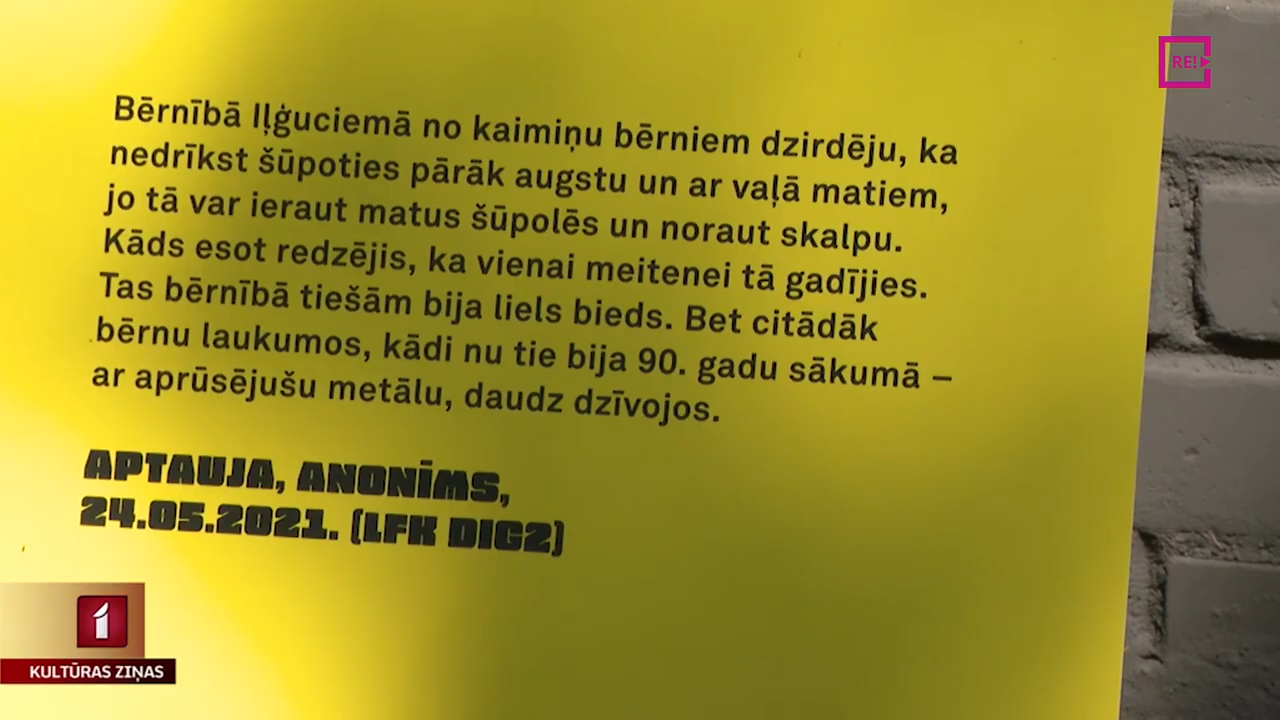 RE!
Bērnībā Iļģuciemā no kaimiņu bērniem dzirdēju, ka
nedrīkst šūpoties pārāk augstu un ar vaļā matiem,
jo tā var ieraut matus šūpolēs un noraut skalpu.
Kāds esot redzējis, ka vienai meitenei tā gadījies.
Tas bērnībā tiešām bija liels bieds. Bet citādāk
bērnu laukumos, kādi nu tie bija 90. gadu sākumā –
ar aprūsējušu metālu, daudz dzīvojos.
APTAUJA, ANONĪMS,
24.05.2021. (LFK DIG2)
1
KULTŪRAS ZIŅAS